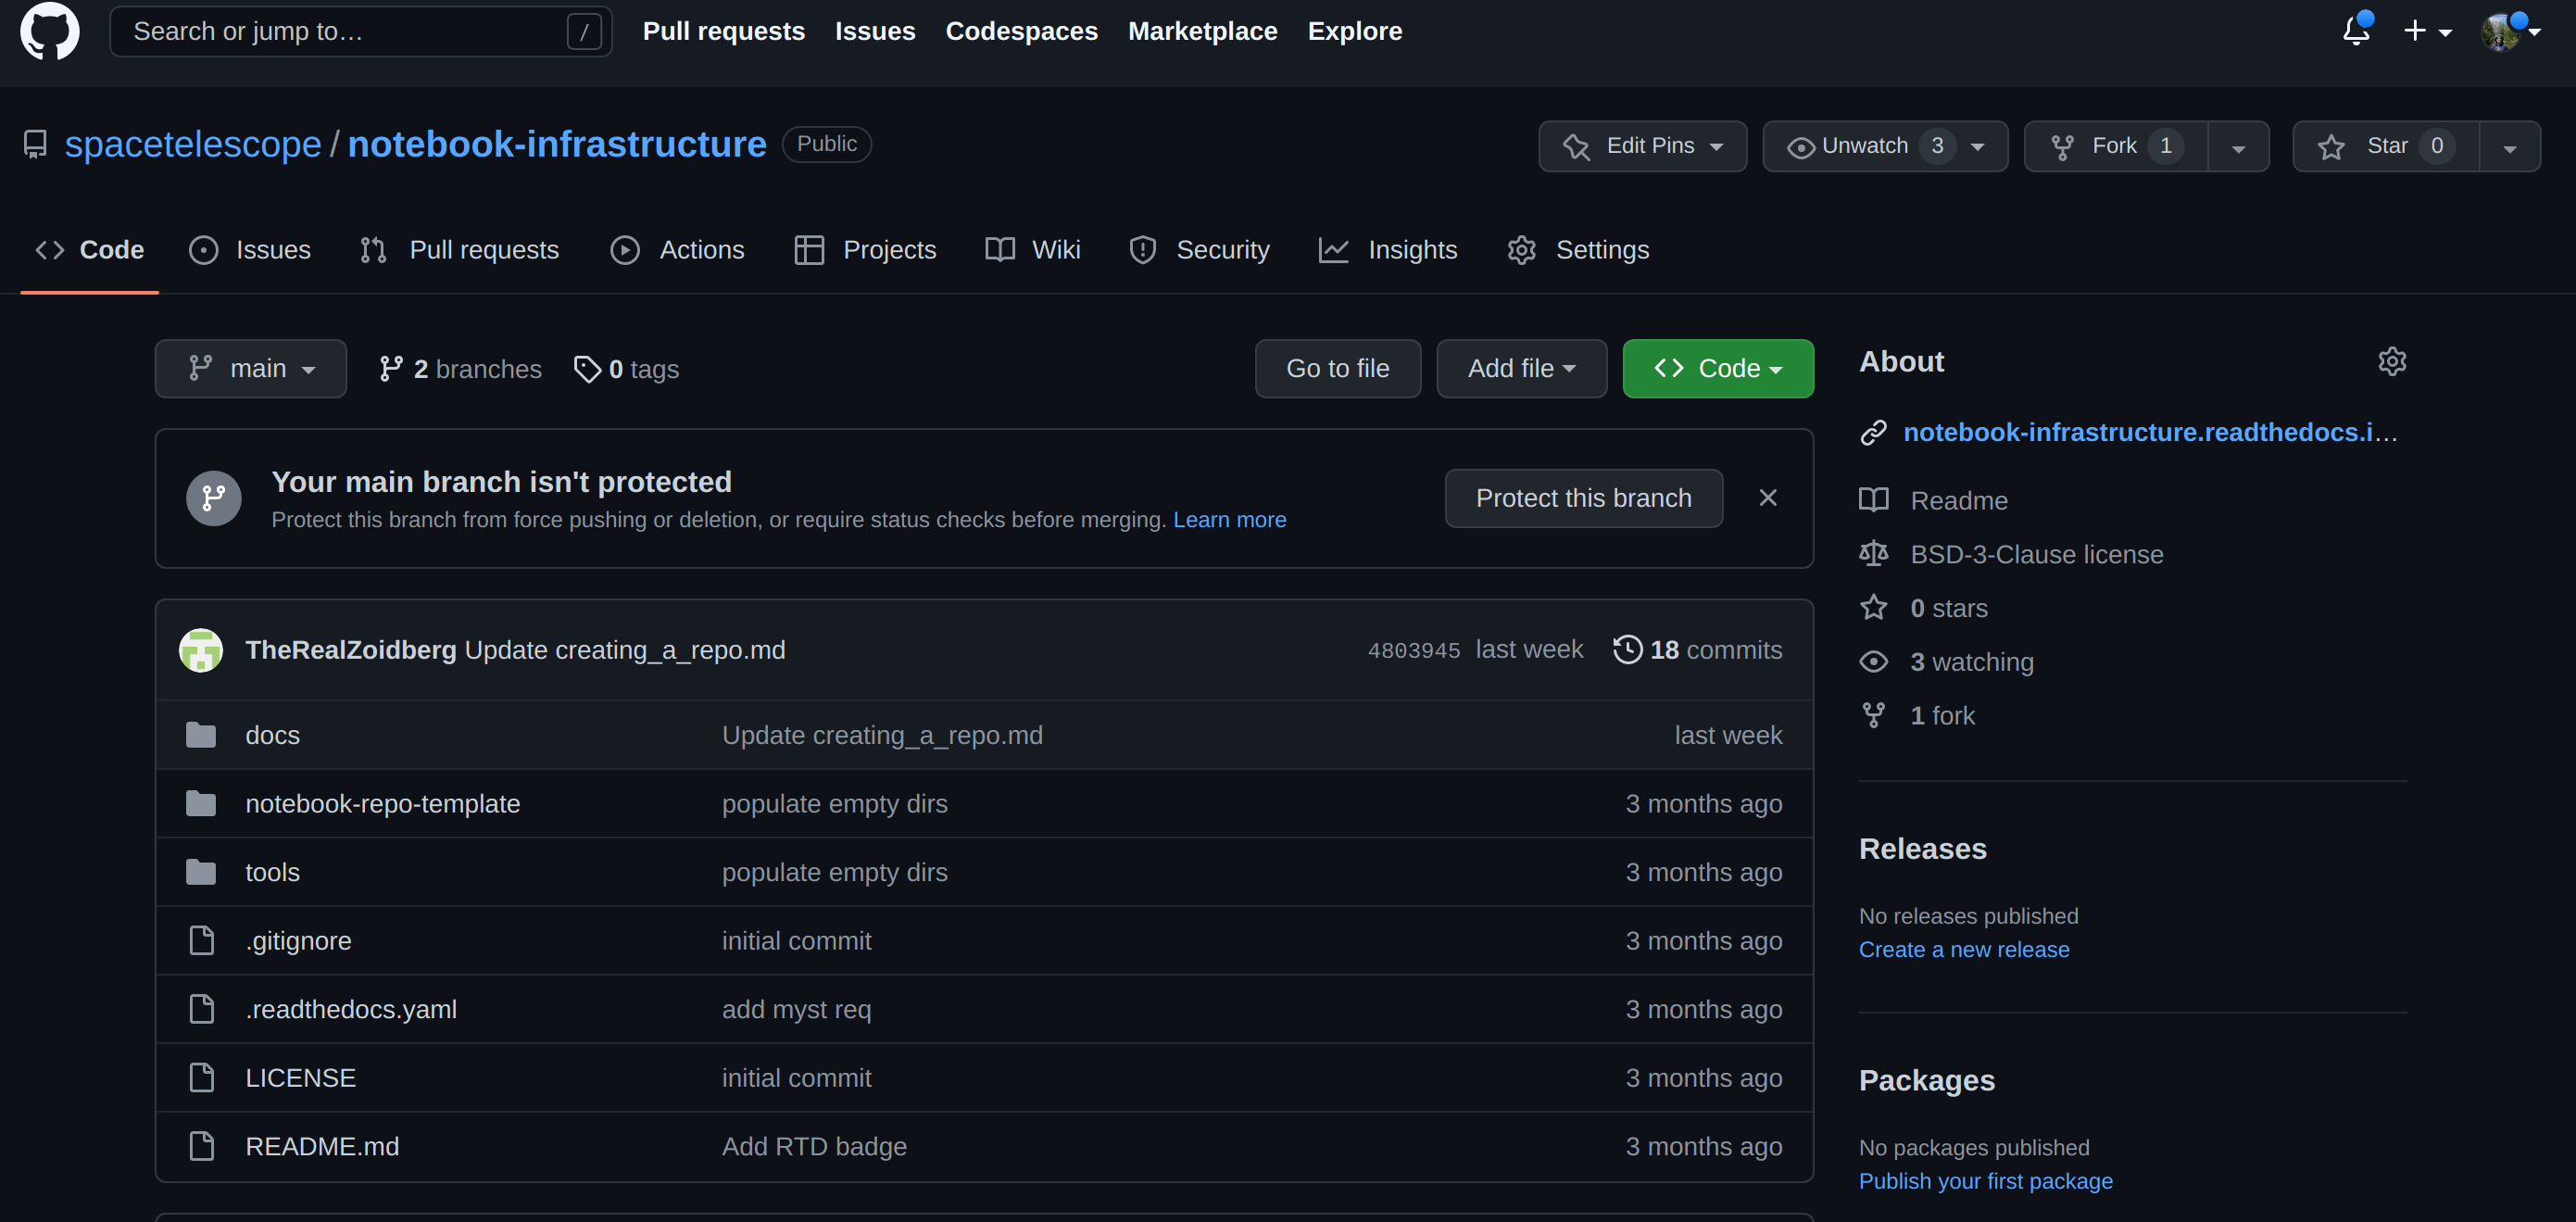 Search or jump to… /
Pull requests Issues Codespaces Marketplace Explore
spacetelescope / notebook-infrastructure Public
Edit Pins Unwatch 3 Fork 1 Star 0
Code Issues Pull requests Actions Projects Wiki Security Insights Settings
main 2 branches 0 tags
Go to file Add file Code
Your main branch isn't protected
Protect this branch from force pushing or deletion, or require status checks before merging. Learn more
Protect this branch
TheRealZoidberg Update creating_a_repo.md 4803945 last week 18 commits
docs Update creating_a_repo.md last week
notebook-repo-template populate empty dirs 3 months ago
tools populate empty dirs 3 months ago
.gitignore initial commit 3 months ago
.readthedocs.yaml add myst req 3 months ago
LICENSE initial commit 3 months ago
README.md Add RTD badge 3 months ago
About
notebook-infrastructure.readthedocs.i…
Readme
BSD-3-Clause license
0 stars
3 watching
1 fork
Releases
No releases published
Create a new release
Packages
No packages published
Publish your first package